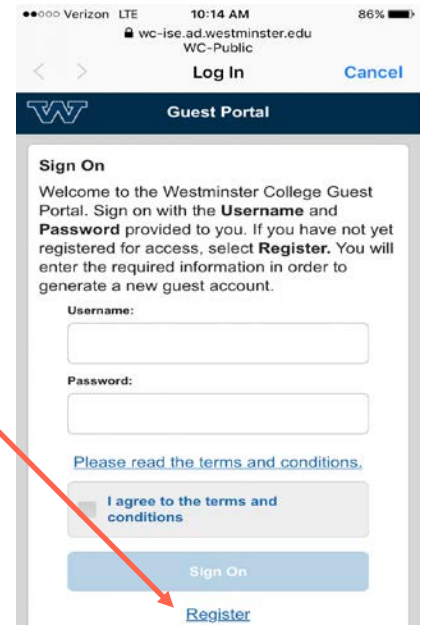 Verizon LTE 10:14 AM 86%
wc-ise.ad.westminster.edu
WC-Public
< > Log In Cancel
W Guest Portal
Sign On
Welcome to the Westminster College Guest
Portal. Sign on with the Username and
Password provided to you. If you have not yet
registered for access, select Register. You will
enter the required information in order to
generate a new guest account.
Username:
Password:
Please read the terms and conditions.
I agree to the terms and
conditions
Sign On
Register